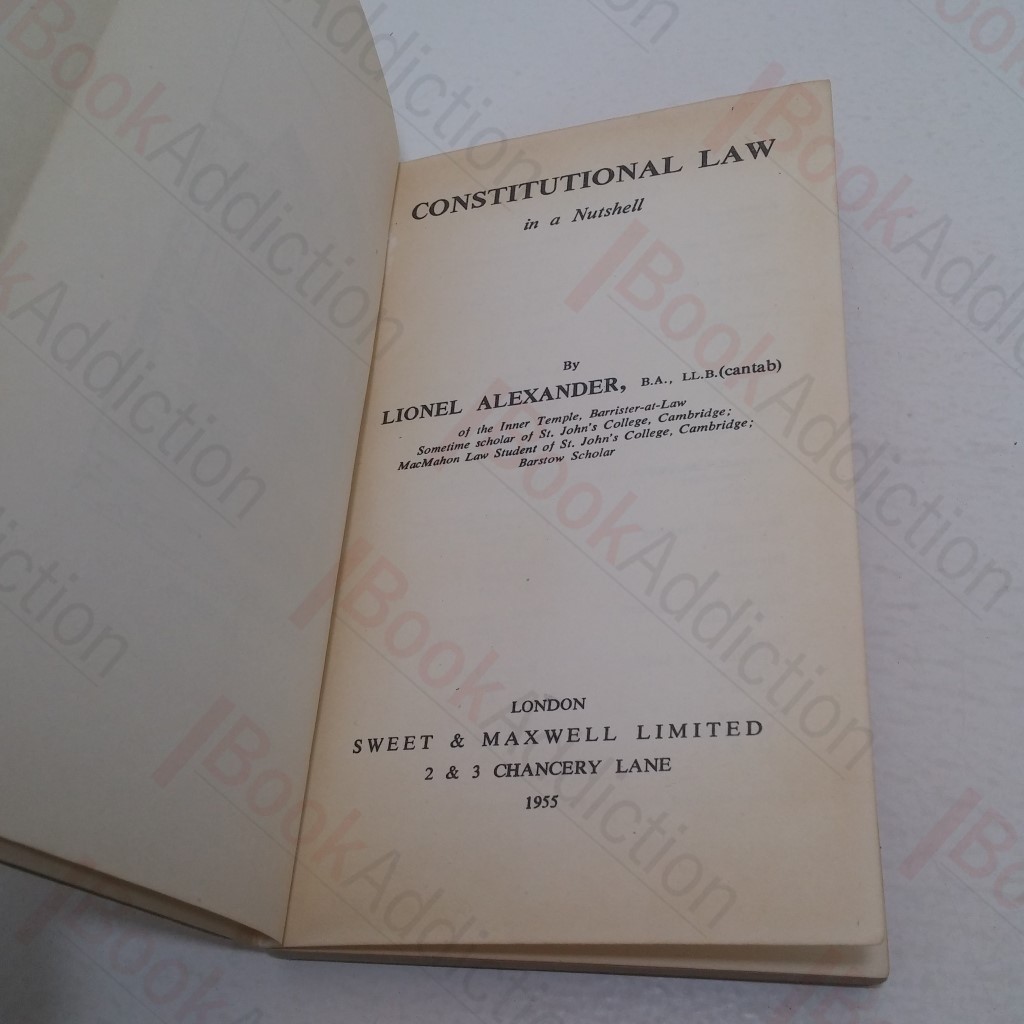 CONSTITUTIONAL LAW
in a Nutshell
By
LIONEL ALEXANDER, B.A., LL.B.(cantab)
of the Inner Temple, Barrister-at-Law
Sometime scholar of St. John's College, Cambridge;
MacMahon Law Student of St. John's College, Cambridge;
Barstow Scholar
LONDON
SWEET & MAXWELL LIMITED
2 & 3 CHANCERY LANE
1955
BookAddiction